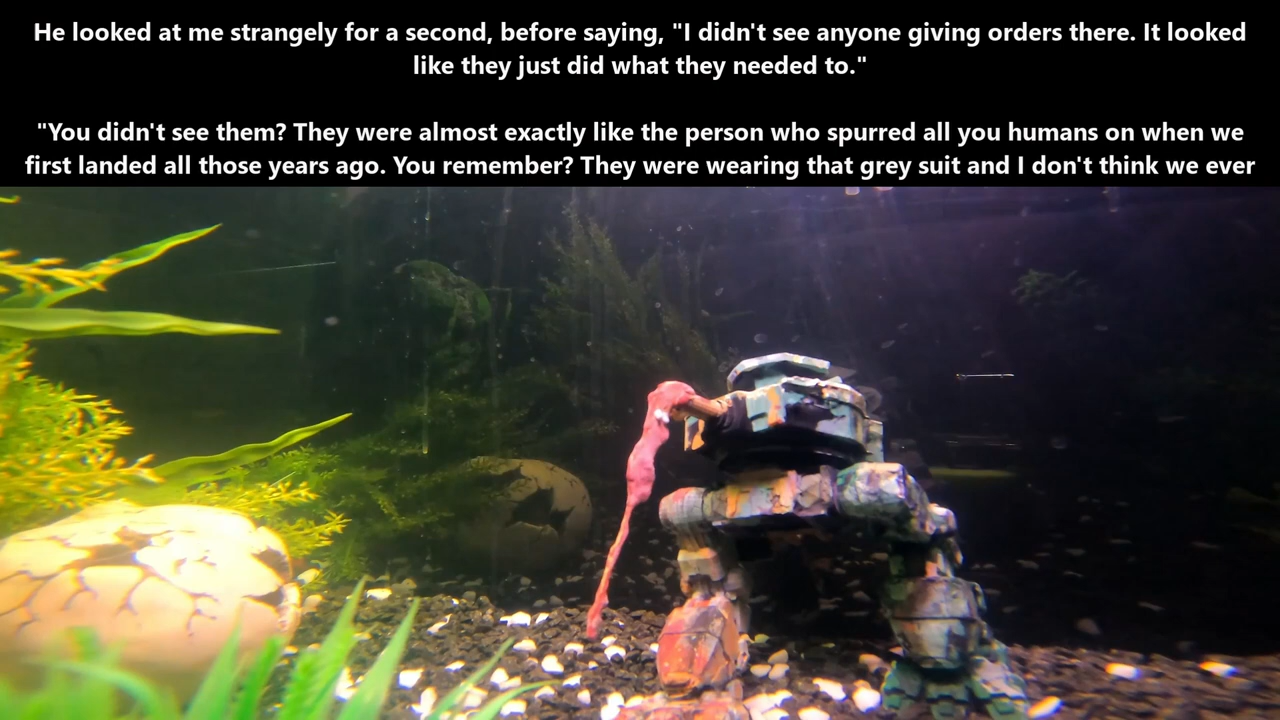 He looked at me strangely for a second, before saying, "I didn't see anyone giving orders there. It looked
like they just did what they needed to."
"You didn't see them? They were almost exactly like the person who spurred all you humans on when we
first landed all those years ago. You remember? They were wearing that grey suit and I don't think we ever